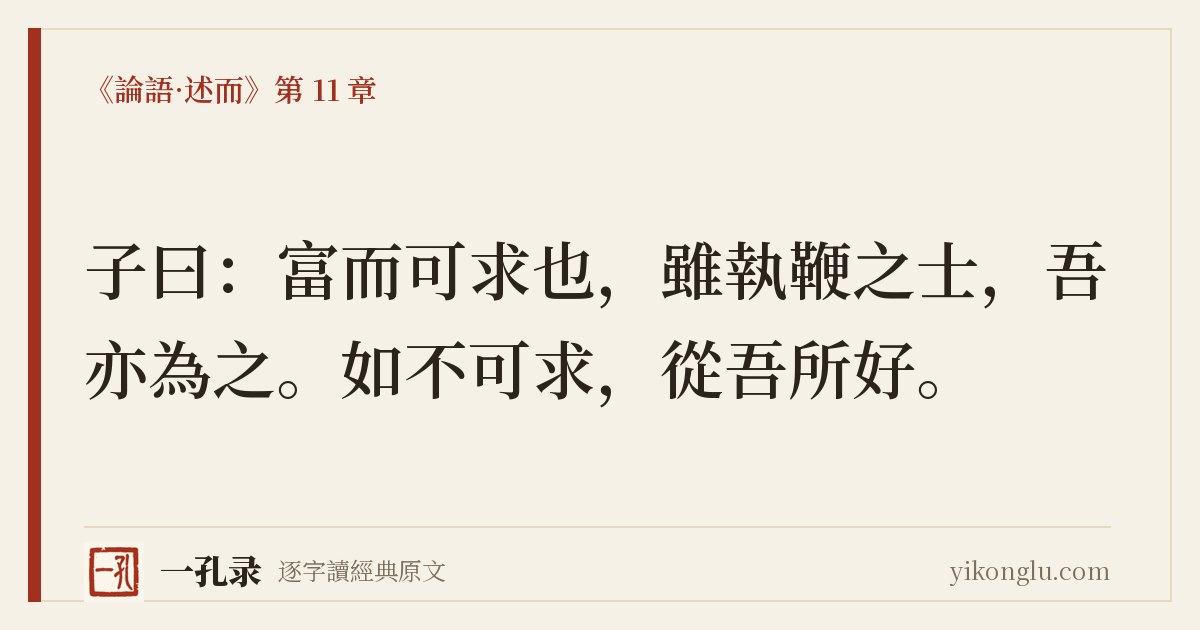 《論語·述而》第 11 章
子曰：富而可求也，雖執鞭之士，吾
亦為之。如不可求，從吾所好。
一孔
一孔录 逐字讀經典原文
yikonglu.com